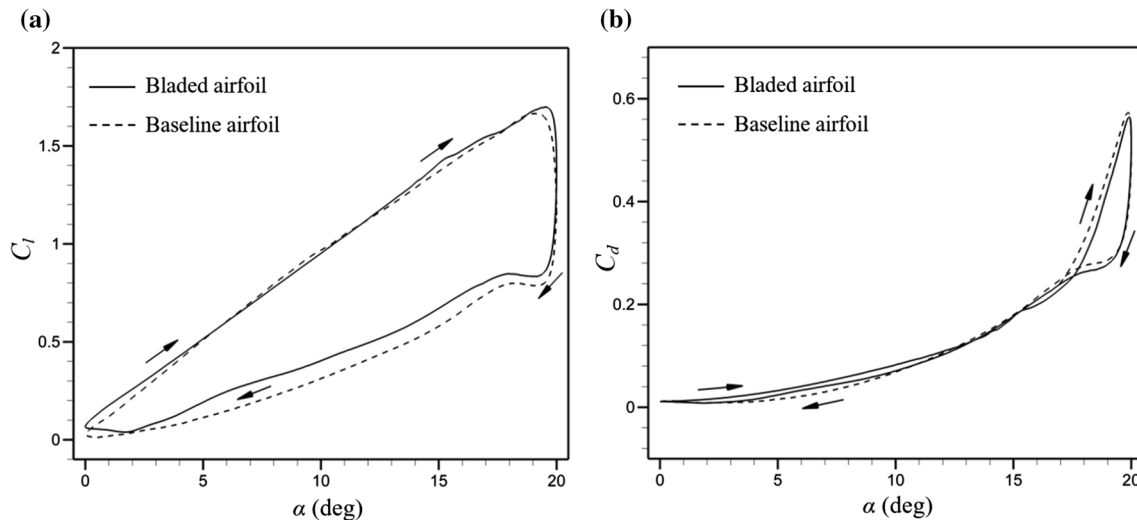 (a)
2
1.5
1
0.5
0
C_l
Bladed airfoil
Baseline airfoil
0 5 10 15 20
α (deg)
(b)
0.6
0.4
0.2
0
C_d
Bladed airfoil
Baseline airfoil
0 5 10 15 20
α (deg)